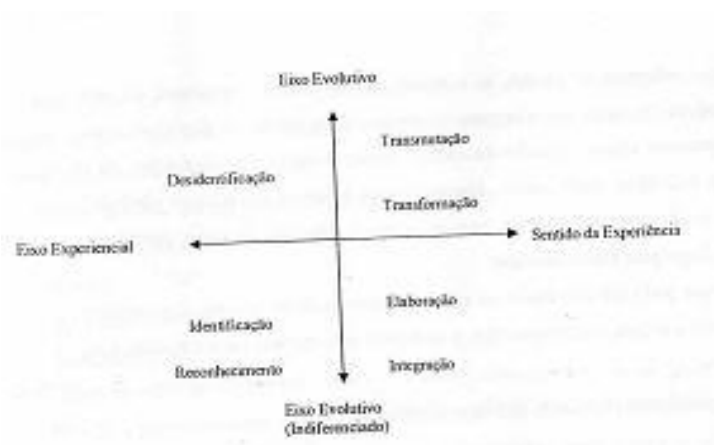 Eixo Evolutivo
Transmutação
Desidentificação
Transformação
Eixo Experiencial
Sentido da Experiência
Elaboração
Identificação
Reconhecimento
Integração
Eixo Evolutivo
(Indiferenciado)